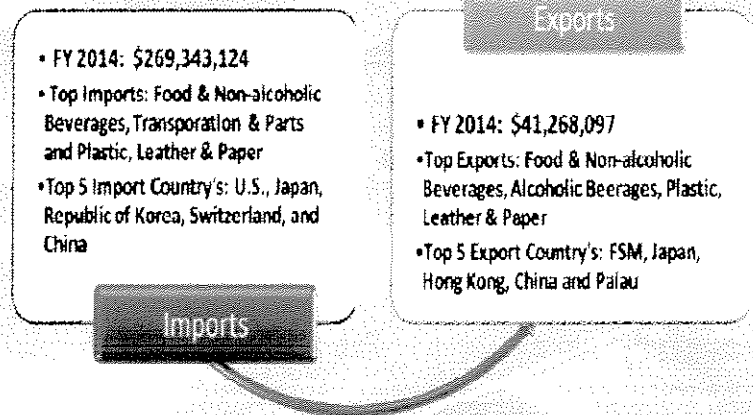 • FY 2014: $269,343,124
• Top Imports: Food & Non-alcoholic
Beverages, Transporation & Parts
and Plastic, Leather & Paper
• Top 5 Import Country's: U.S., Japan,
Republic of Korea, Switzerland, and
China
Imports
Exports
• FY 2014: $41,268,097
• Top Exports: Food & Non-alcoholic
Beverages, Alcoholic Beerages, Plastic,
Leather & Paper
• Top 5 Export Country's: FSM, Japan,
Hong Kong, China and Palau